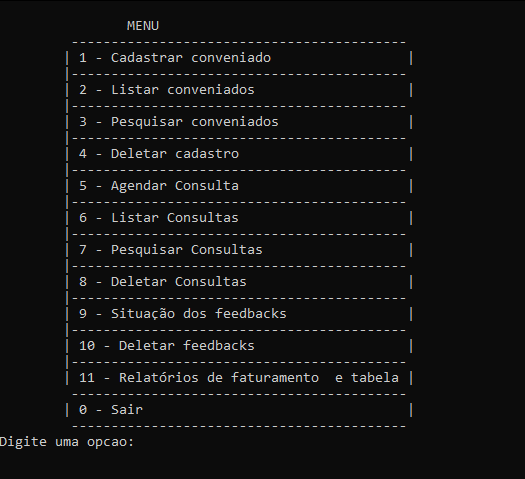 MENU
------------------------------------------
| 1 - Cadastrar conveniado |
|------------------------------------------
| 2 - Listar conveniados |
|------------------------------------------
| 3 - Pesquisar conveniados |
|------------------------------------------
| 4 - Deletar cadastro |
|------------------------------------------
| 5 - Agendar Consulta |
|------------------------------------------
| 6 - Listar Consultas |
|------------------------------------------
| 7 - Pesquisar Consultas |
|------------------------------------------
| 8 - Deletar Consultas |
|------------------------------------------
| 9 - Situação dos feedbacks |
|------------------------------------------
| 10 - Deletar feedbacks |
|------------------------------------------
| 11 - Relatórios de faturamento  e tabela |
------------------------------------------
| 0 - Sair |
------------------------------------------
Digite uma opcao: